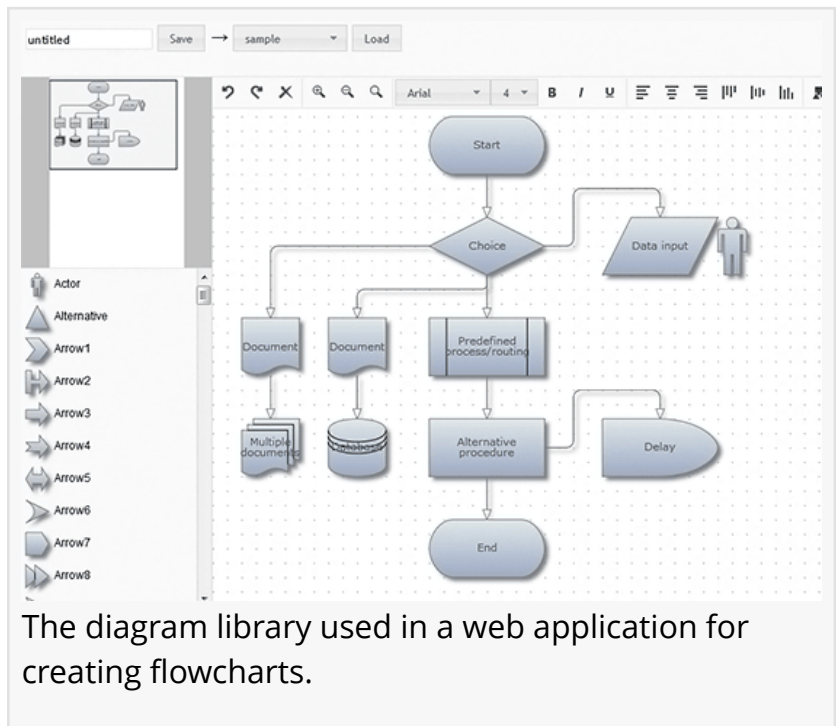 untitled
Save
sample
Load
Arial
4
B
I
U
Start
Choice
Data input
Document
Document
Predefined
process/routing
Multiple
documents
Database
Alternative
procedure
Delay
End
Actor
Alternative
Arrow1
Arrow2
Arrow3
Arrow4
Arrow5
Arrow6
Arrow7
Arrow8
The diagram library used in a web application for
creating flowcharts.